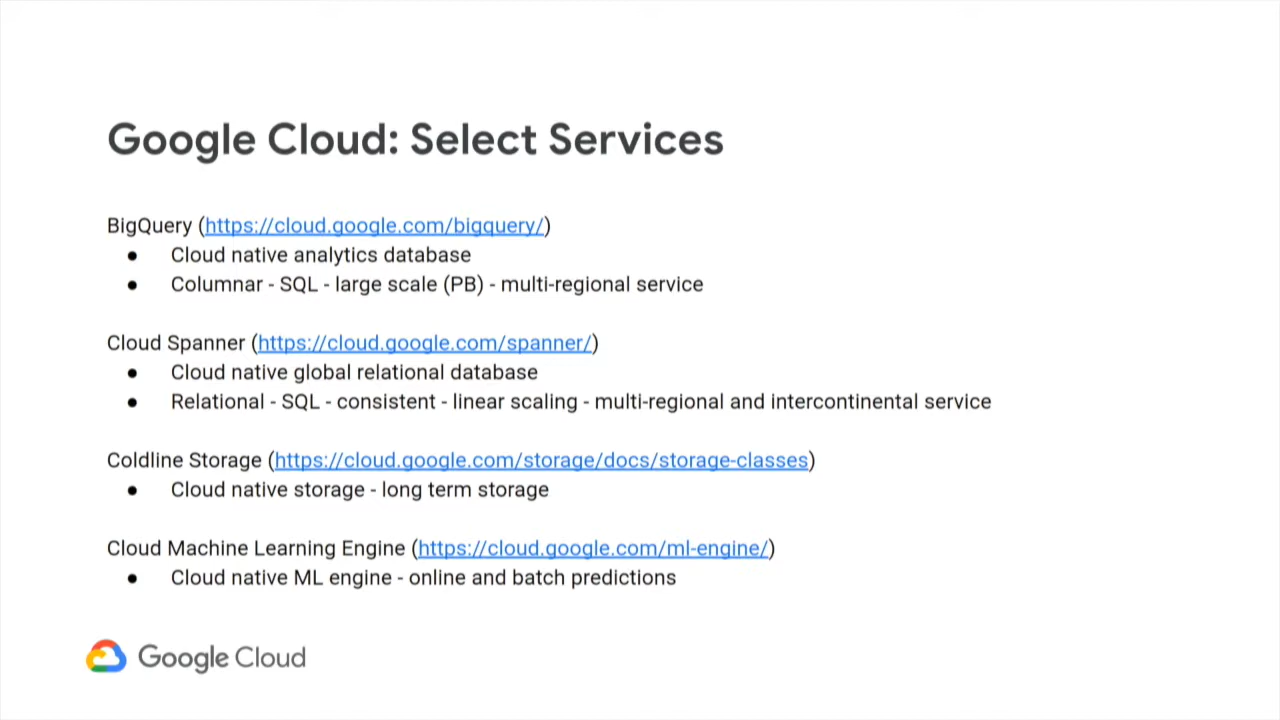 Google Cloud: Select Services
BigQuery (https://cloud.google.com/bigquery/)
● Cloud native analytics database
● Columnar - SQL - large scale (PB) - multi-regional service
Cloud Spanner (https://cloud.google.com/spanner/)
● Cloud native global relational database
● Relational - SQL - consistent - linear scaling - multi-regional and intercontinental service
Coldline Storage (https://cloud.google.com/storage/docs/storage-classes)
● Cloud native storage - long term storage
Cloud Machine Learning Engine (https://cloud.google.com/ml-engine/)
● Cloud native ML engine - online and batch predictions
Google Cloud